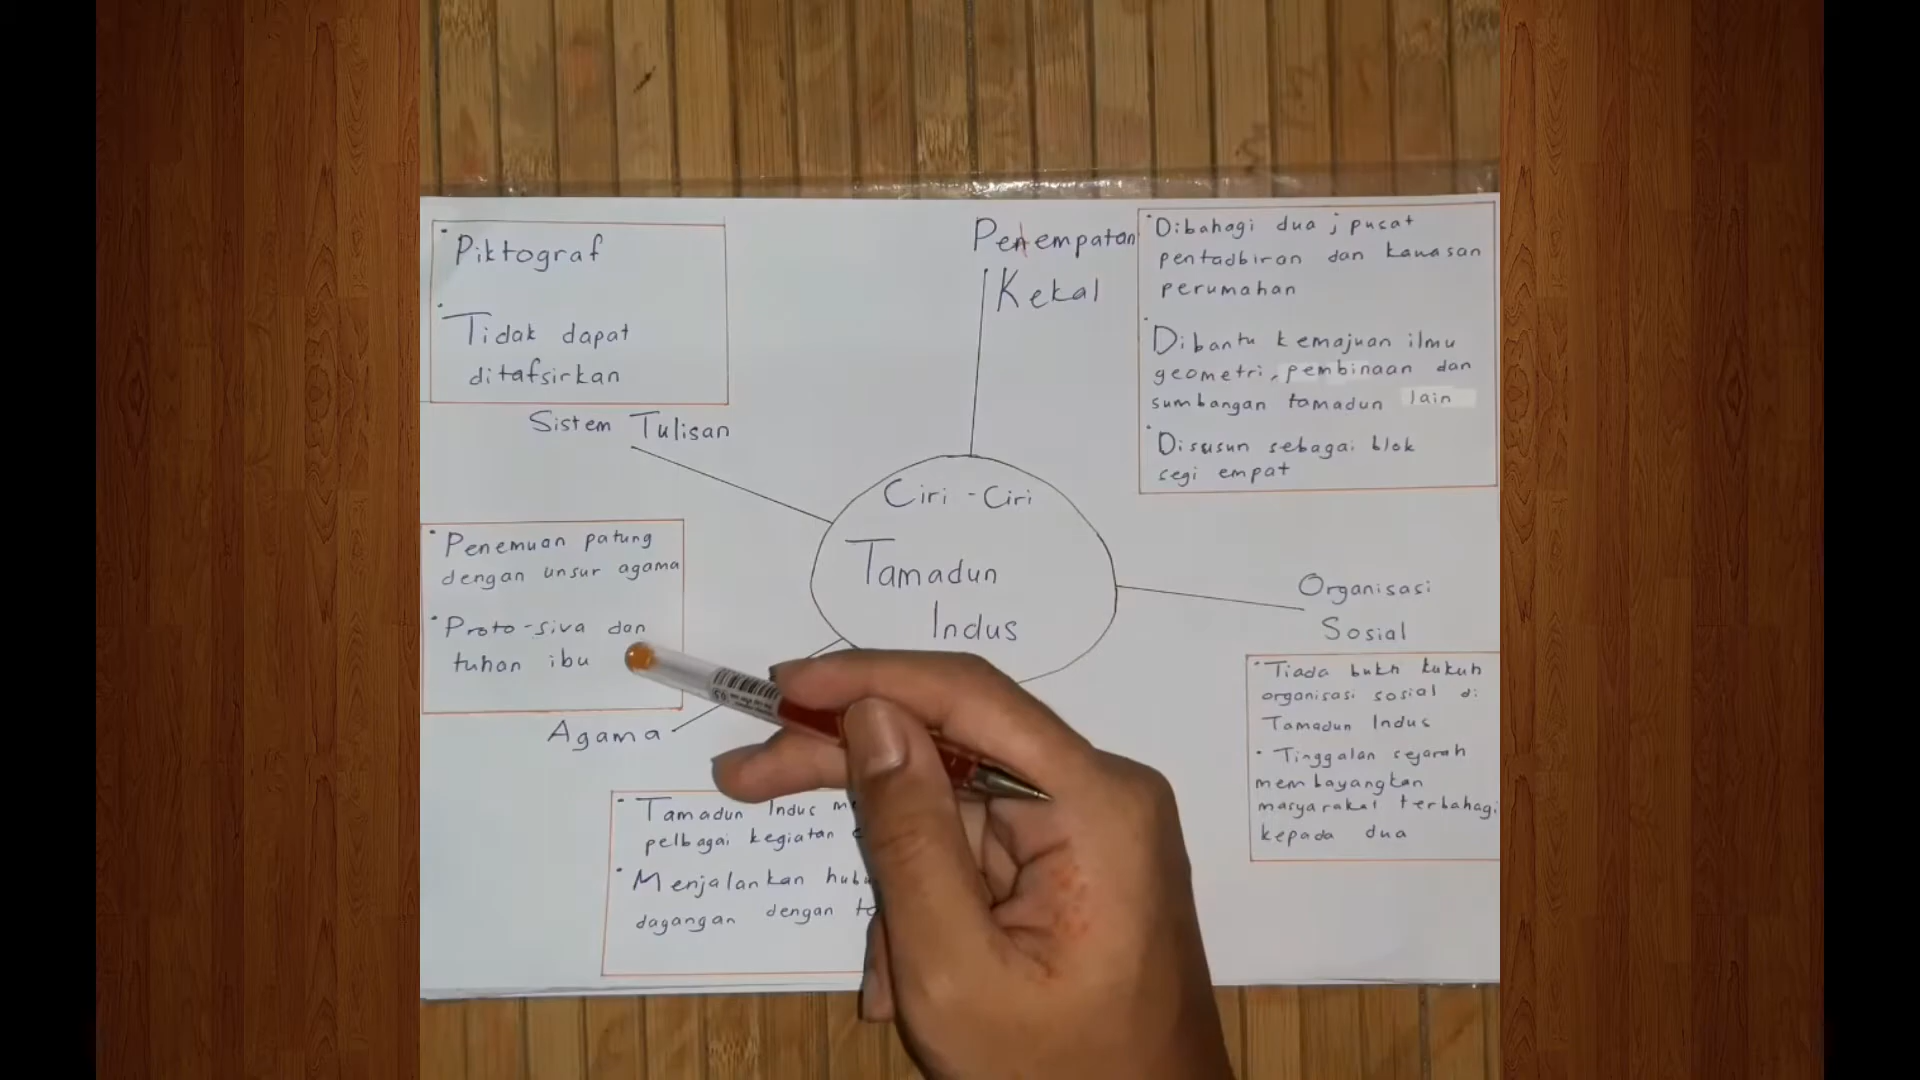 Piktograf
Tidak dapat
ditafsirkan
Sistem Tulisan
Penempatan
Kekal
Dibahagi dua ; pusat
pentadbiran dan kawasan
perumahan
Dibantu kemajuan ilmu
geometri, pembinaan dan
sumbangan tamadun lain
Disusun sebagai blok
segi empat
Ciri - Ciri
Tamadun
Indus
Penemuan patung
dengan unsur agama
Proto-siva dan
tuhan ibu
Agama
Organisasi
Sosial
Tiada bukti kukuh
organisasi sosial di
Tamadun Indus
Tinggalan sejarah
membayangkan
masyarakat terbahagi
kepada dua
Tamadun Indus
pelbagai kegiatan
Menjalankan
dagangan dengan